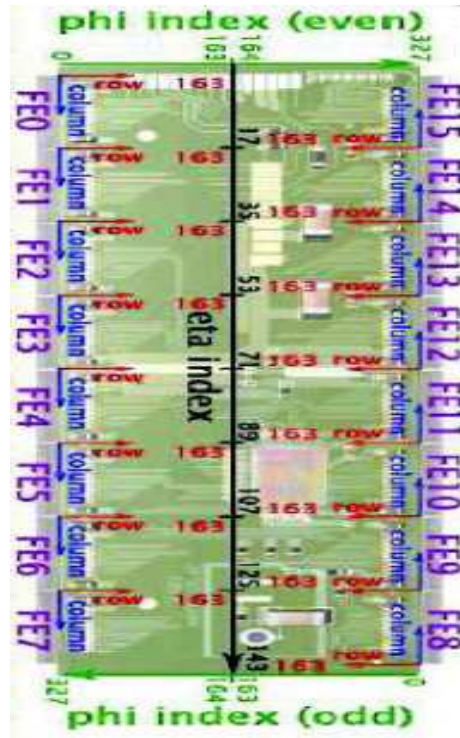 phi index (even)
0 163 164 327
FE0 column row 163
FE15 column
17 163 row
FE1 column row 163
FE14 column
35 163 row
FE2 column row 163
FE13 column
53 163 row
FE3 column row 163
FE12 column
eta index
71 163 row
FE4 column row 163
FE11 column
89 163 row
FE5 column row 163
FE10 column
107 163 row
FE6 column row 163
FE9 column
125 163 row
FE7 column row 163
FE8 column
143 163 row
327 164 163 0
phi index (odd)